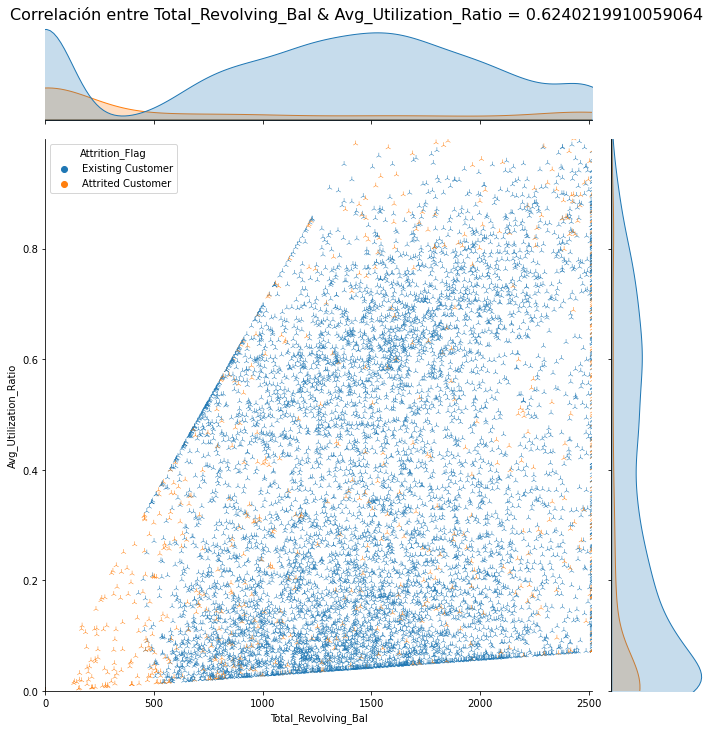 Correlación entre Total_Revolving_Bal & Avg_Utilization_Ratio = 0.6240219910059064
Attrition_Flag
Existing Customer
Attrited Customer
0.8
0.6
0.4
0.2
0.0
Avg_Utilization_Ratio
0
500
1000
1500
2000
2500
Total_Revolving_Bal